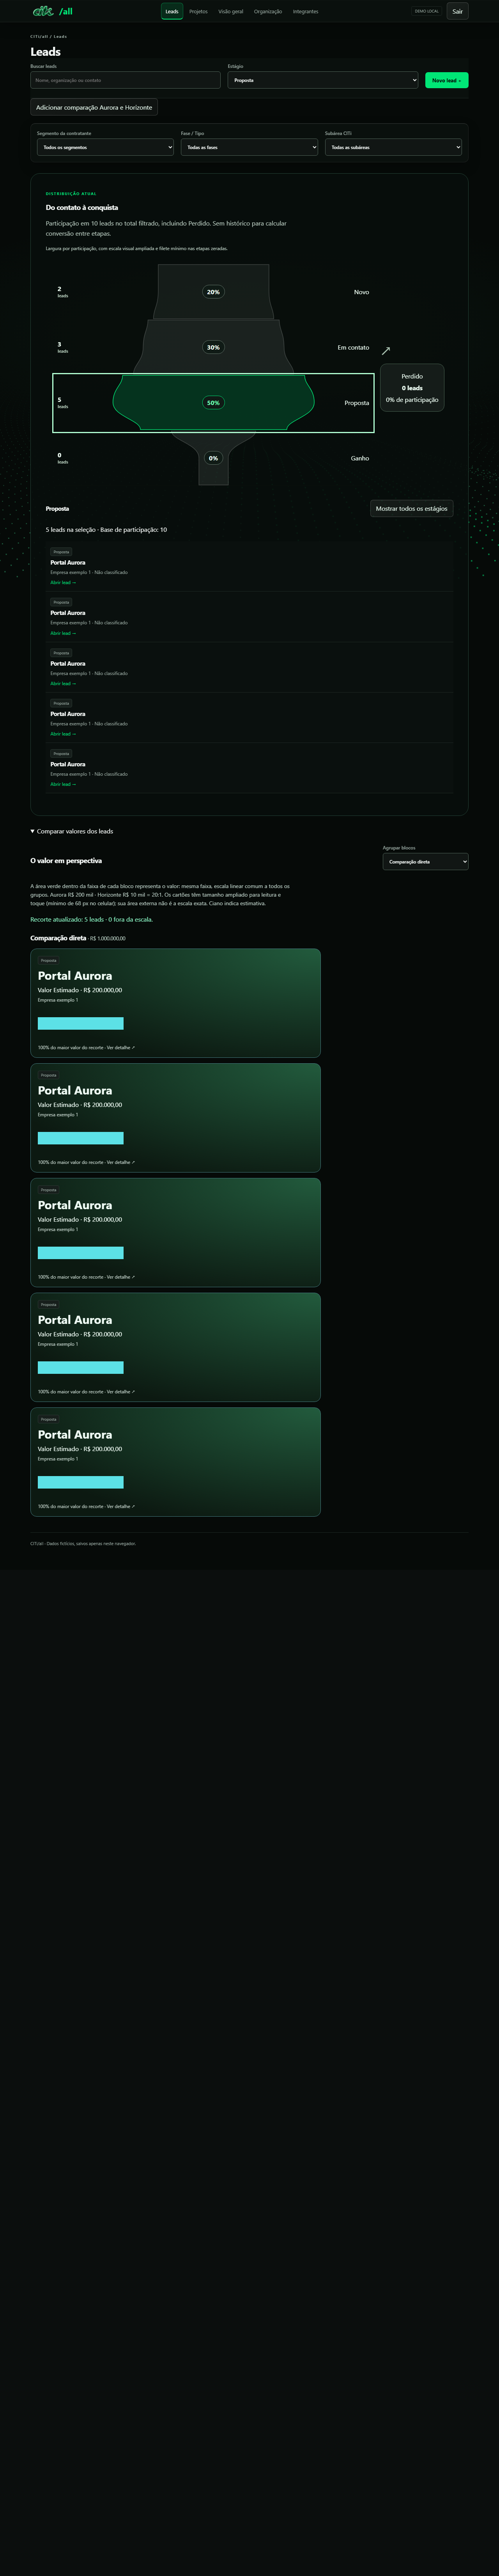 citi /all
Leads
Projetos
Visão geral
Organização
Integrantes
DEMO LOCAL
Sair
CITi/all / Leads
Leads
Buscar leads
Nome, organização ou contato
Estágio
Proposta
Novo lead +
Adicionar comparação Aurora e Horizonte
Segmento da contratante
Todos os segmentos
Fase / Tipo
Todas as fases
Subárea CITi
Todas as subáreas
DISTRIBUIÇÃO ATUAL
Do contato à conquista
Participação em 10 leads no total filtrado, incluindo Perdido. Sem histórico para calcular
conversão entre etapas.
Largura por participação, com escala visual ampliada e filete mínimo nas etapas zeradas.
2
leads
20%
Novo
3
leads
30%
Em contato
5
leads
50%
Proposta
0
leads
0%
Ganho
↗
Perdido
0 leads
0% de participação
Proposta
Mostrar todos os estágios
5 leads na seleção · Base de participação: 10
Proposta
Portal Aurora
Empresa exemplo 1 · Não classificado
Abrir lead →
Proposta
Portal Aurora
Empresa exemplo 1 · Não classificado
Abrir lead →
Proposta
Portal Aurora
Empresa exemplo 1 · Não classificado
Abrir lead →
Proposta
Portal Aurora
Empresa exemplo 1 · Não classificado
Abrir lead →
Proposta
Portal Aurora
Empresa exemplo 1 · Não classificado
Abrir lead →
▼ Comparar valores dos leads
O valor em perspectiva
Agrupar blocos
Comparação direta
A área verde dentro da faixa de cada bloco representa o valor: mesma faixa, escala linear comum a todos os
grupos. Aurora R$ 200 mil · Horizonte R$ 10 mil = 20:1. Os cartões têm tamanho ampliado para leitura e
toque (mínimo de 68 px no celular); sua área externa não é a escala exata. Ciano indica estimativa.
Recorte atualizado: 5 leads · 0 fora da escala.
Comparação direta · R$ 1.000.000,00
Proposta
Portal Aurora
Valor Estimado · R$ 200.000,00
Empresa exemplo 1
100% do maior valor do recorte · Ver detalhe ↗
Proposta
Portal Aurora
Valor Estimado · R$ 200.000,00
Empresa exemplo 1
100% do maior valor do recorte · Ver detalhe ↗
Proposta
Portal Aurora
Valor Estimado · R$ 200.000,00
Empresa exemplo 1
100% do maior valor do recorte · Ver detalhe ↗
Proposta
Portal Aurora
Valor Estimado · R$ 200.000,00
Empresa exemplo 1
100% do maior valor do recorte · Ver detalhe ↗
Proposta
Portal Aurora
Valor Estimado · R$ 200.000,00
Empresa exemplo 1
100% do maior valor do recorte · Ver detalhe ↗
CITi/all · Dados fictícios, salvos apenas neste navegador.